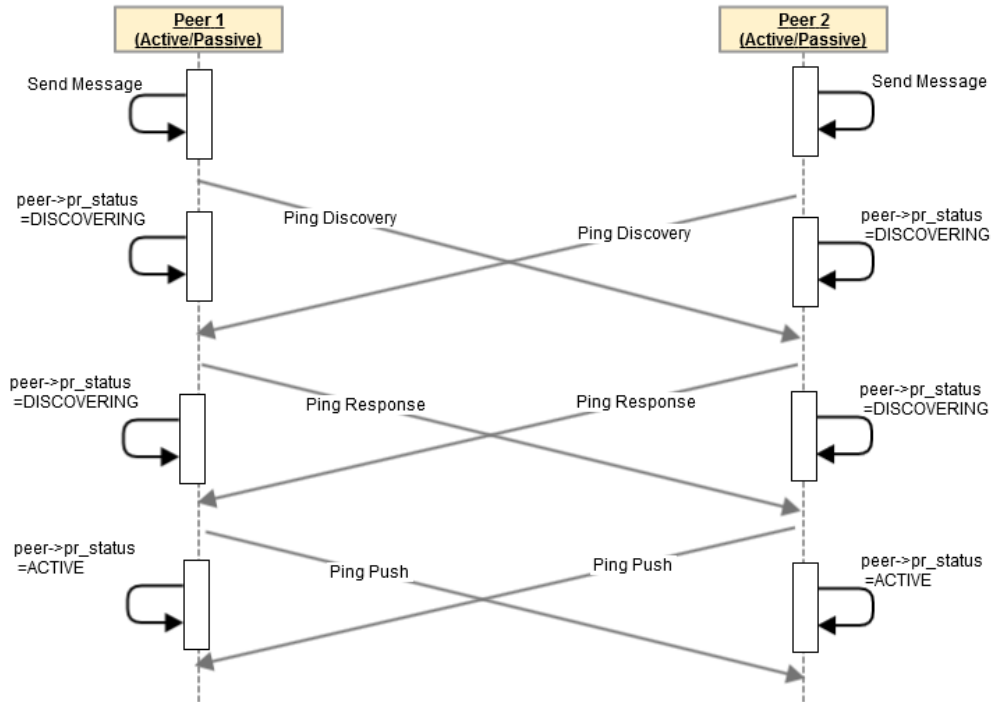 Peer 1
(Active/Passive)
Peer 2
(Active/Passive)
Send Message
Send Message
peer->pr_status
=DISCOVERING
Ping Discovery
Ping Discovery
peer->pr_status
=DISCOVERING
peer->pr_status
=DISCOVERING
Ping Response
Ping Response
peer->pr_status
=DISCOVERING
peer->pr_status
=ACTIVE
Ping Push
Ping Push
peer->pr_status
=ACTIVE